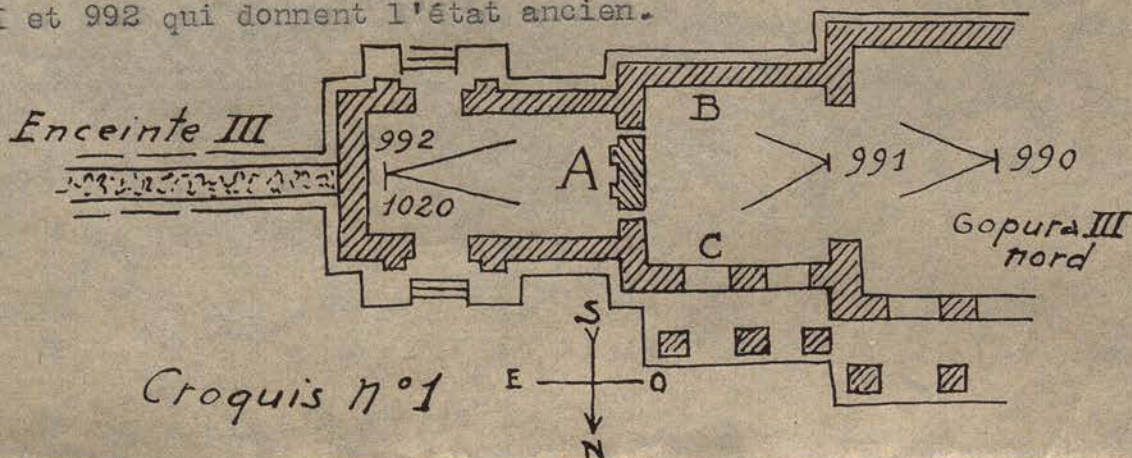 et 992 qui donnent l'état ancien.
Enceinte III
992
1020
A
B
C
991
990
Gopura III
nord
S
E
O
N
Croquis n°1